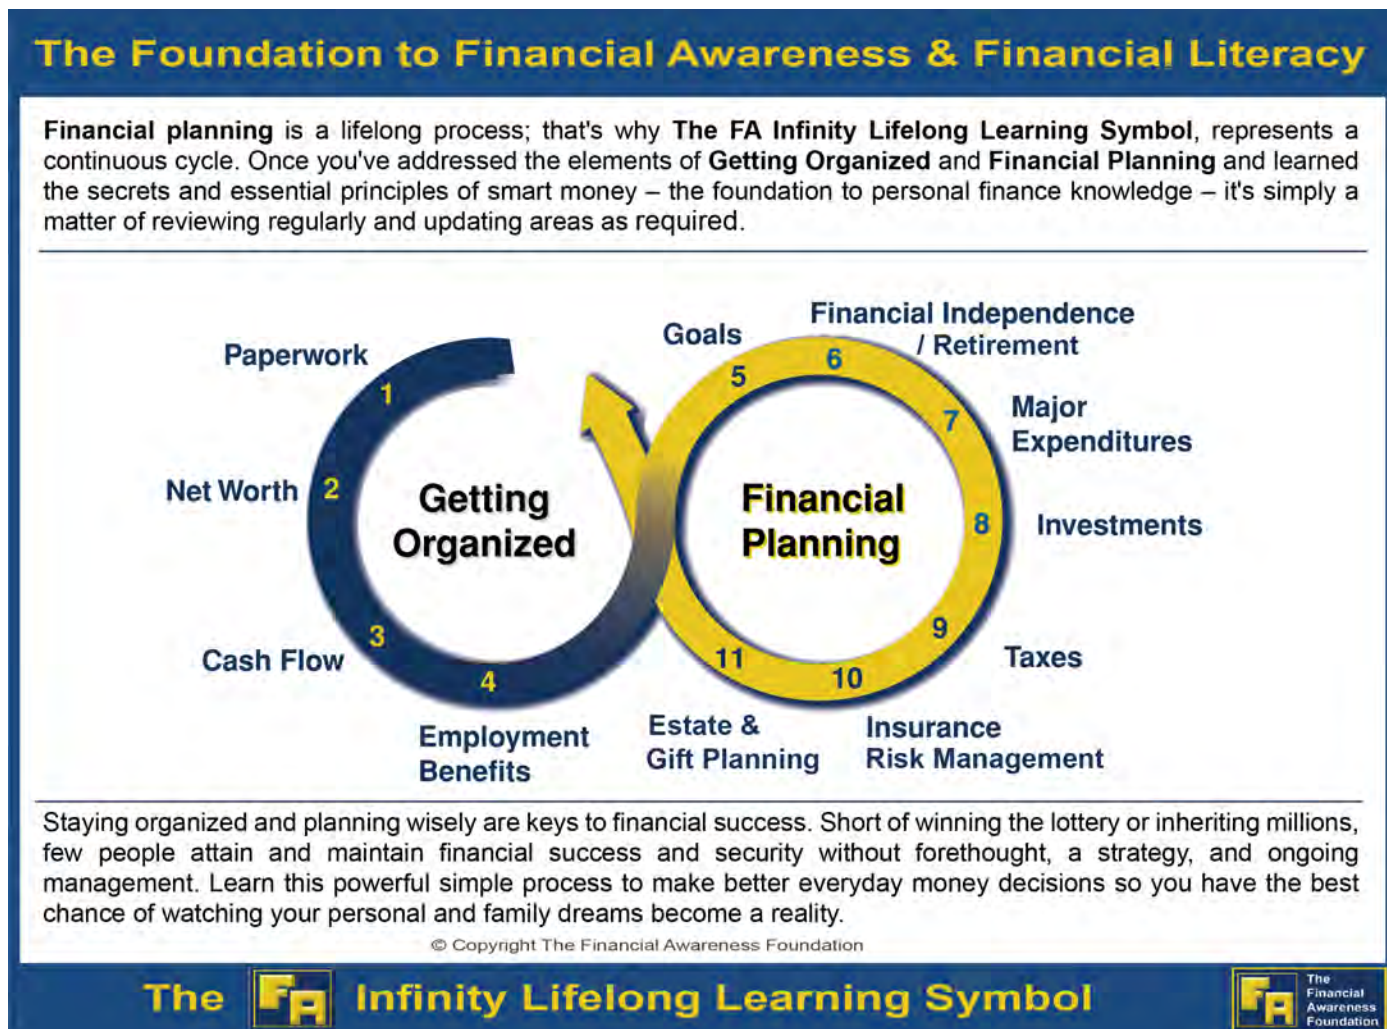 The Foundation to Financial Awareness & Financial Literacy
Financial planning is a lifelong process; that's why The FA Infinity Lifelong Learning Symbol, represents a
continuous cycle. Once you've addressed the elements of Getting Organized and Financial Planning and learned
the secrets and essential principles of smart money – the foundation to personal finance knowledge – it's simply a
matter of reviewing regularly and updating areas as required.
Paperwork
1
Net Worth
2
Cash Flow
3
4
Employment
Benefits
Getting
Organized
Goals
5
Financial Independence
/ Retirement
6
7
Major
Expenditures
8
Investments
9
Taxes
10
Insurance
Risk Management
11
Estate &
Gift Planning
Financial
Planning
Staying organized and planning wisely are keys to financial success. Short of winning the lottery or inheriting millions,
few people attain and maintain financial success and security without forethought, a strategy, and ongoing
management. Learn this powerful simple process to make better everyday money decisions so you have the best
chance of watching your personal and family dreams become a reality.
© Copyright The Financial Awareness Foundation
The FA Infinity Lifelong Learning Symbol
FA
The
Financial
Awareness
Foundation